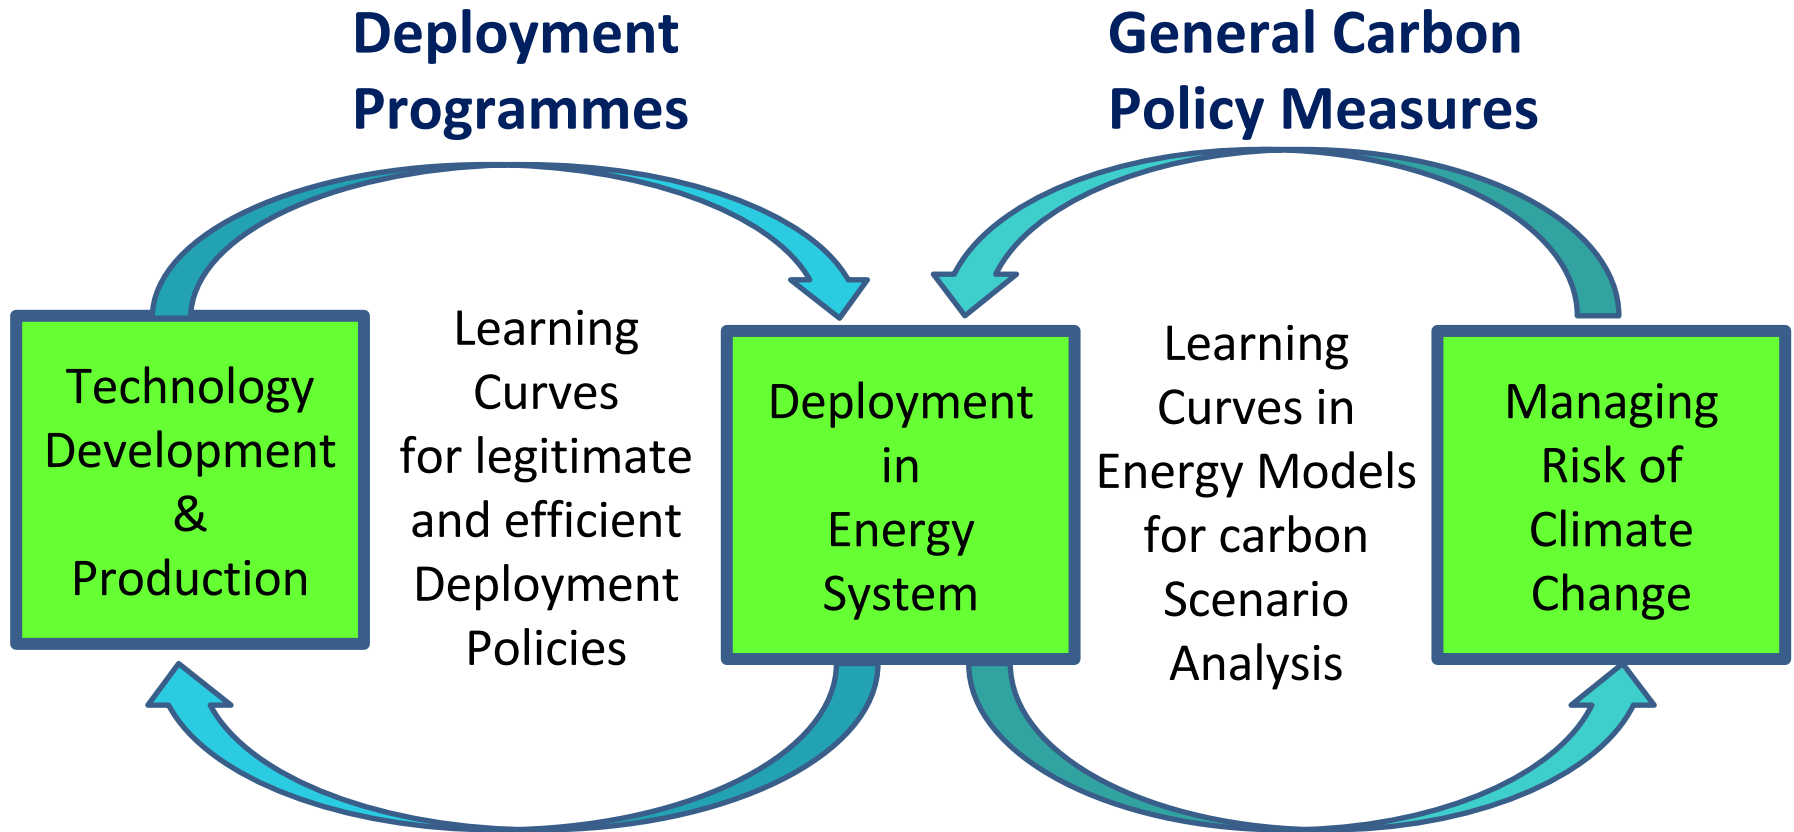 Deployment
Programmes
General Carbon
Policy Measures
Technology
Development
&
Production
Learning
Curves
for legitimate
and efficient
Deployment
Policies
Deployment
in
Energy
System
Learning
Curves in
Energy Models
for carbon
Scenario
Analysis
Managing
Risk of
Climate
Change